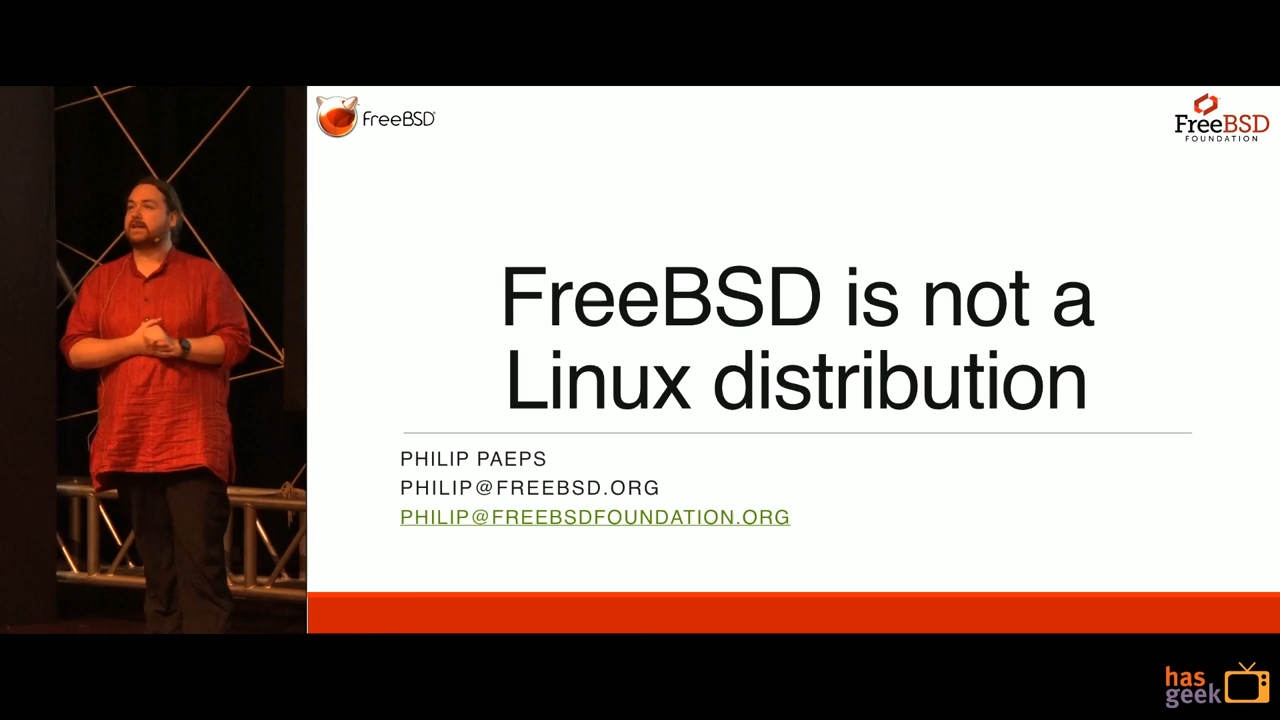 FreeBSD
FreeBSD
FOUNDATION
FreeBSD is not a
Linux distribution
PHILIP PAEPS
PHILIP@FREEBSD.ORG
PHILIP@FREEBSDFOUNDATION.ORG
has
geek